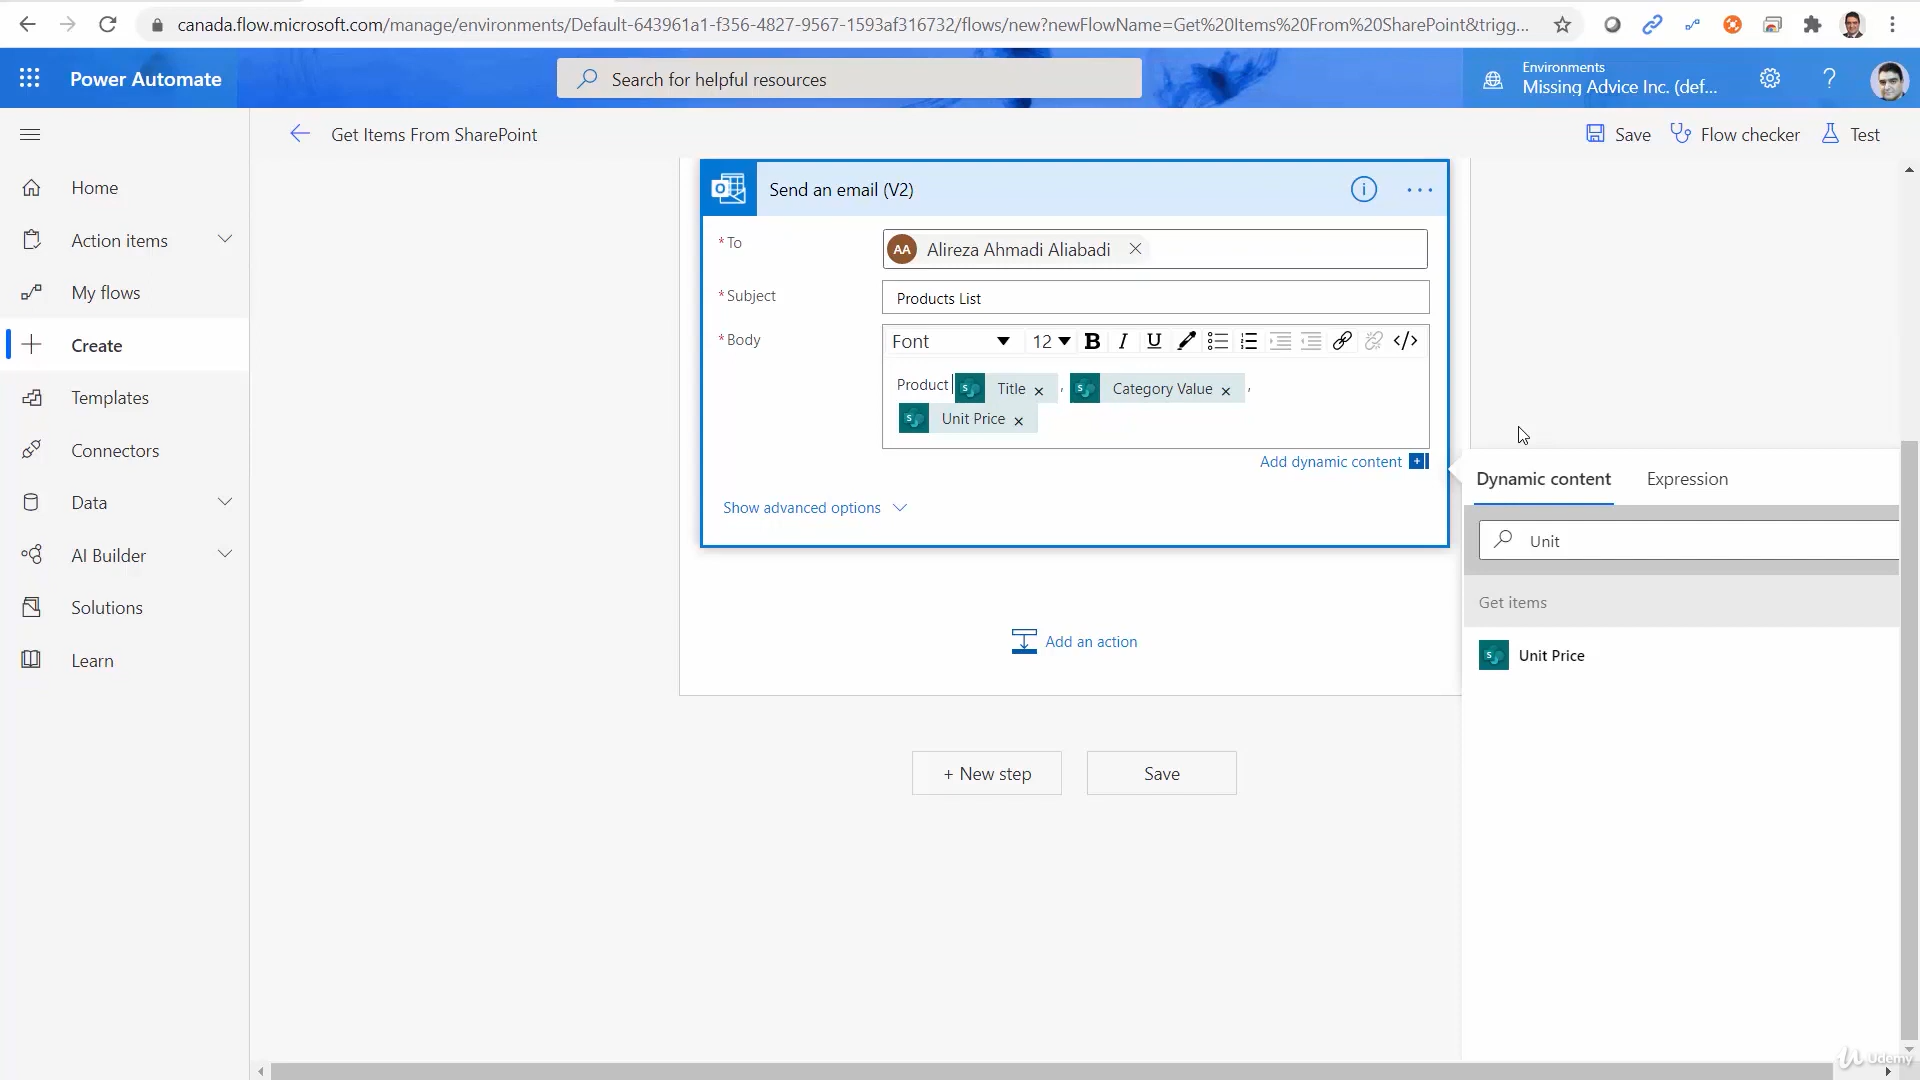 canada.flow.microsoft.com/manage/environments/Default-643961a1-f356-4827-9567-1593af316732/flows/new?newFlowName=Get%20Items%20From%20SharePoint&trigg...
Power Automate
Search for helpful resources
Environments
Missing Advice Inc. (def...
?
Get Items From SharePoint
Save
Flow checker
Test
Home
Action items
My flows
Create
Templates
Connectors
Data
AI Builder
Solutions
Learn
Send an email (V2)
* To
AA Alireza Ahmadi Aliabadi
* Subject
Products List
* Body
Font 12 B I U </>
Product Title , Category Value ,
Unit Price
Add dynamic content
Show advanced options
Add an action
+ New step
Save
Dynamic content
Expression
Unit
Get items
Unit Price
Udemy